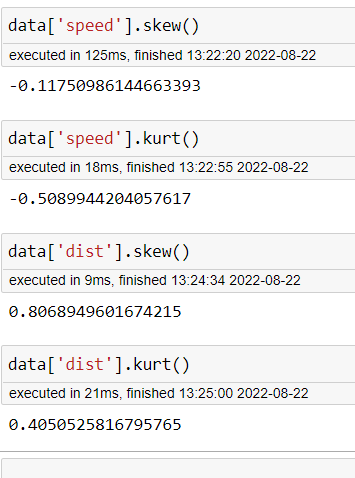 data['speed'].skew()
executed in 125ms, finished 13:22:20 2022-08-22
-0.11750986144663393
data['speed'].kurt()
executed in 18ms, finished 13:22:55 2022-08-22
-0.5089944204057617
data['dist'].skew()
executed in 9ms, finished 13:24:34 2022-08-22
0.8068949601674215
data['dist'].kurt()
executed in 21ms, finished 13:25:00 2022-08-22
0.4050525816795765